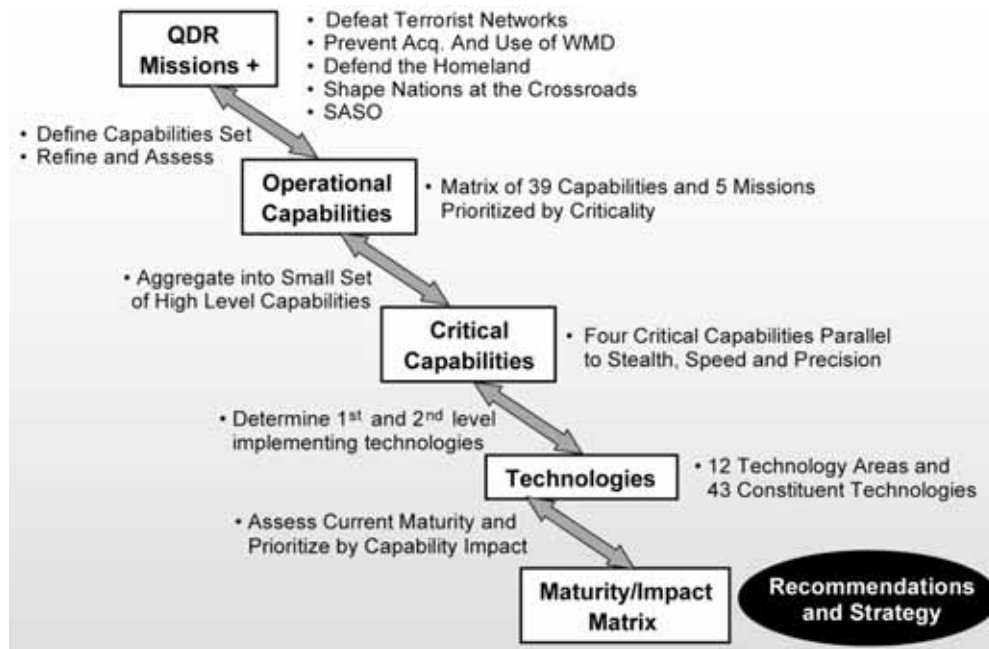 QDR
Missions +
• Defeat Terrorist Networks
• Prevent Acq. And Use of WMD
• Defend the Homeland
• Shape Nations at the Crossroads
• SASO
• Define Capabilities Set
• Refine and Assess
Operational
Capabilities
• Matrix of 39 Capabilities and 5 Missions
Prioritized by Criticality
• Aggregate into Small Set
of High Level Capabilities
Critical
Capabilities
• Four Critical Capabilities Parallel
to Stealth, Speed and Precision
• Determine 1st and 2nd level
implementing technologies
Technologies
• 12 Technology Areas and
43 Constituent Technologies
• Assess Current Maturity and
Prioritize by Capability Impact
Maturity/Impact
Matrix
Recommendations
and Strategy